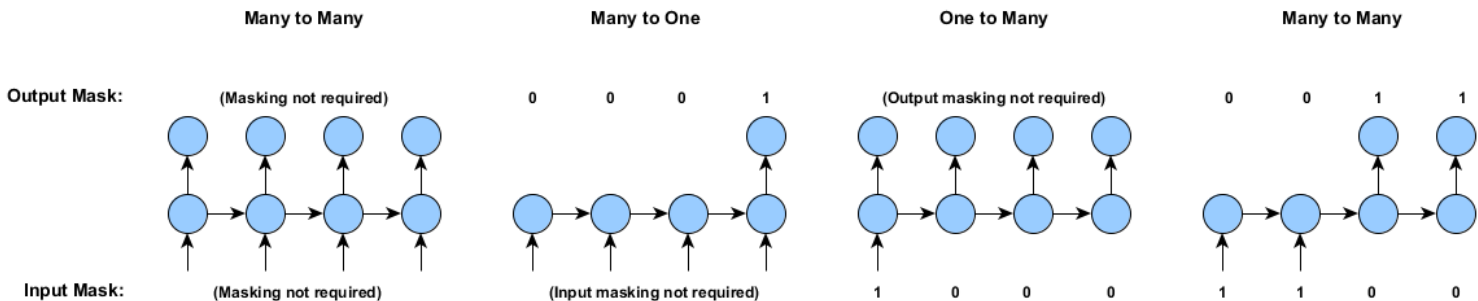 Many to Many Many to One One to Many Many to Many
Output Mask: (Masking not required) 0 0 0 1 (Output masking not required) 0 0 1 1
Input Mask: (Masking not required) (Input masking not required) 1 0 0 0 1 1 0 0